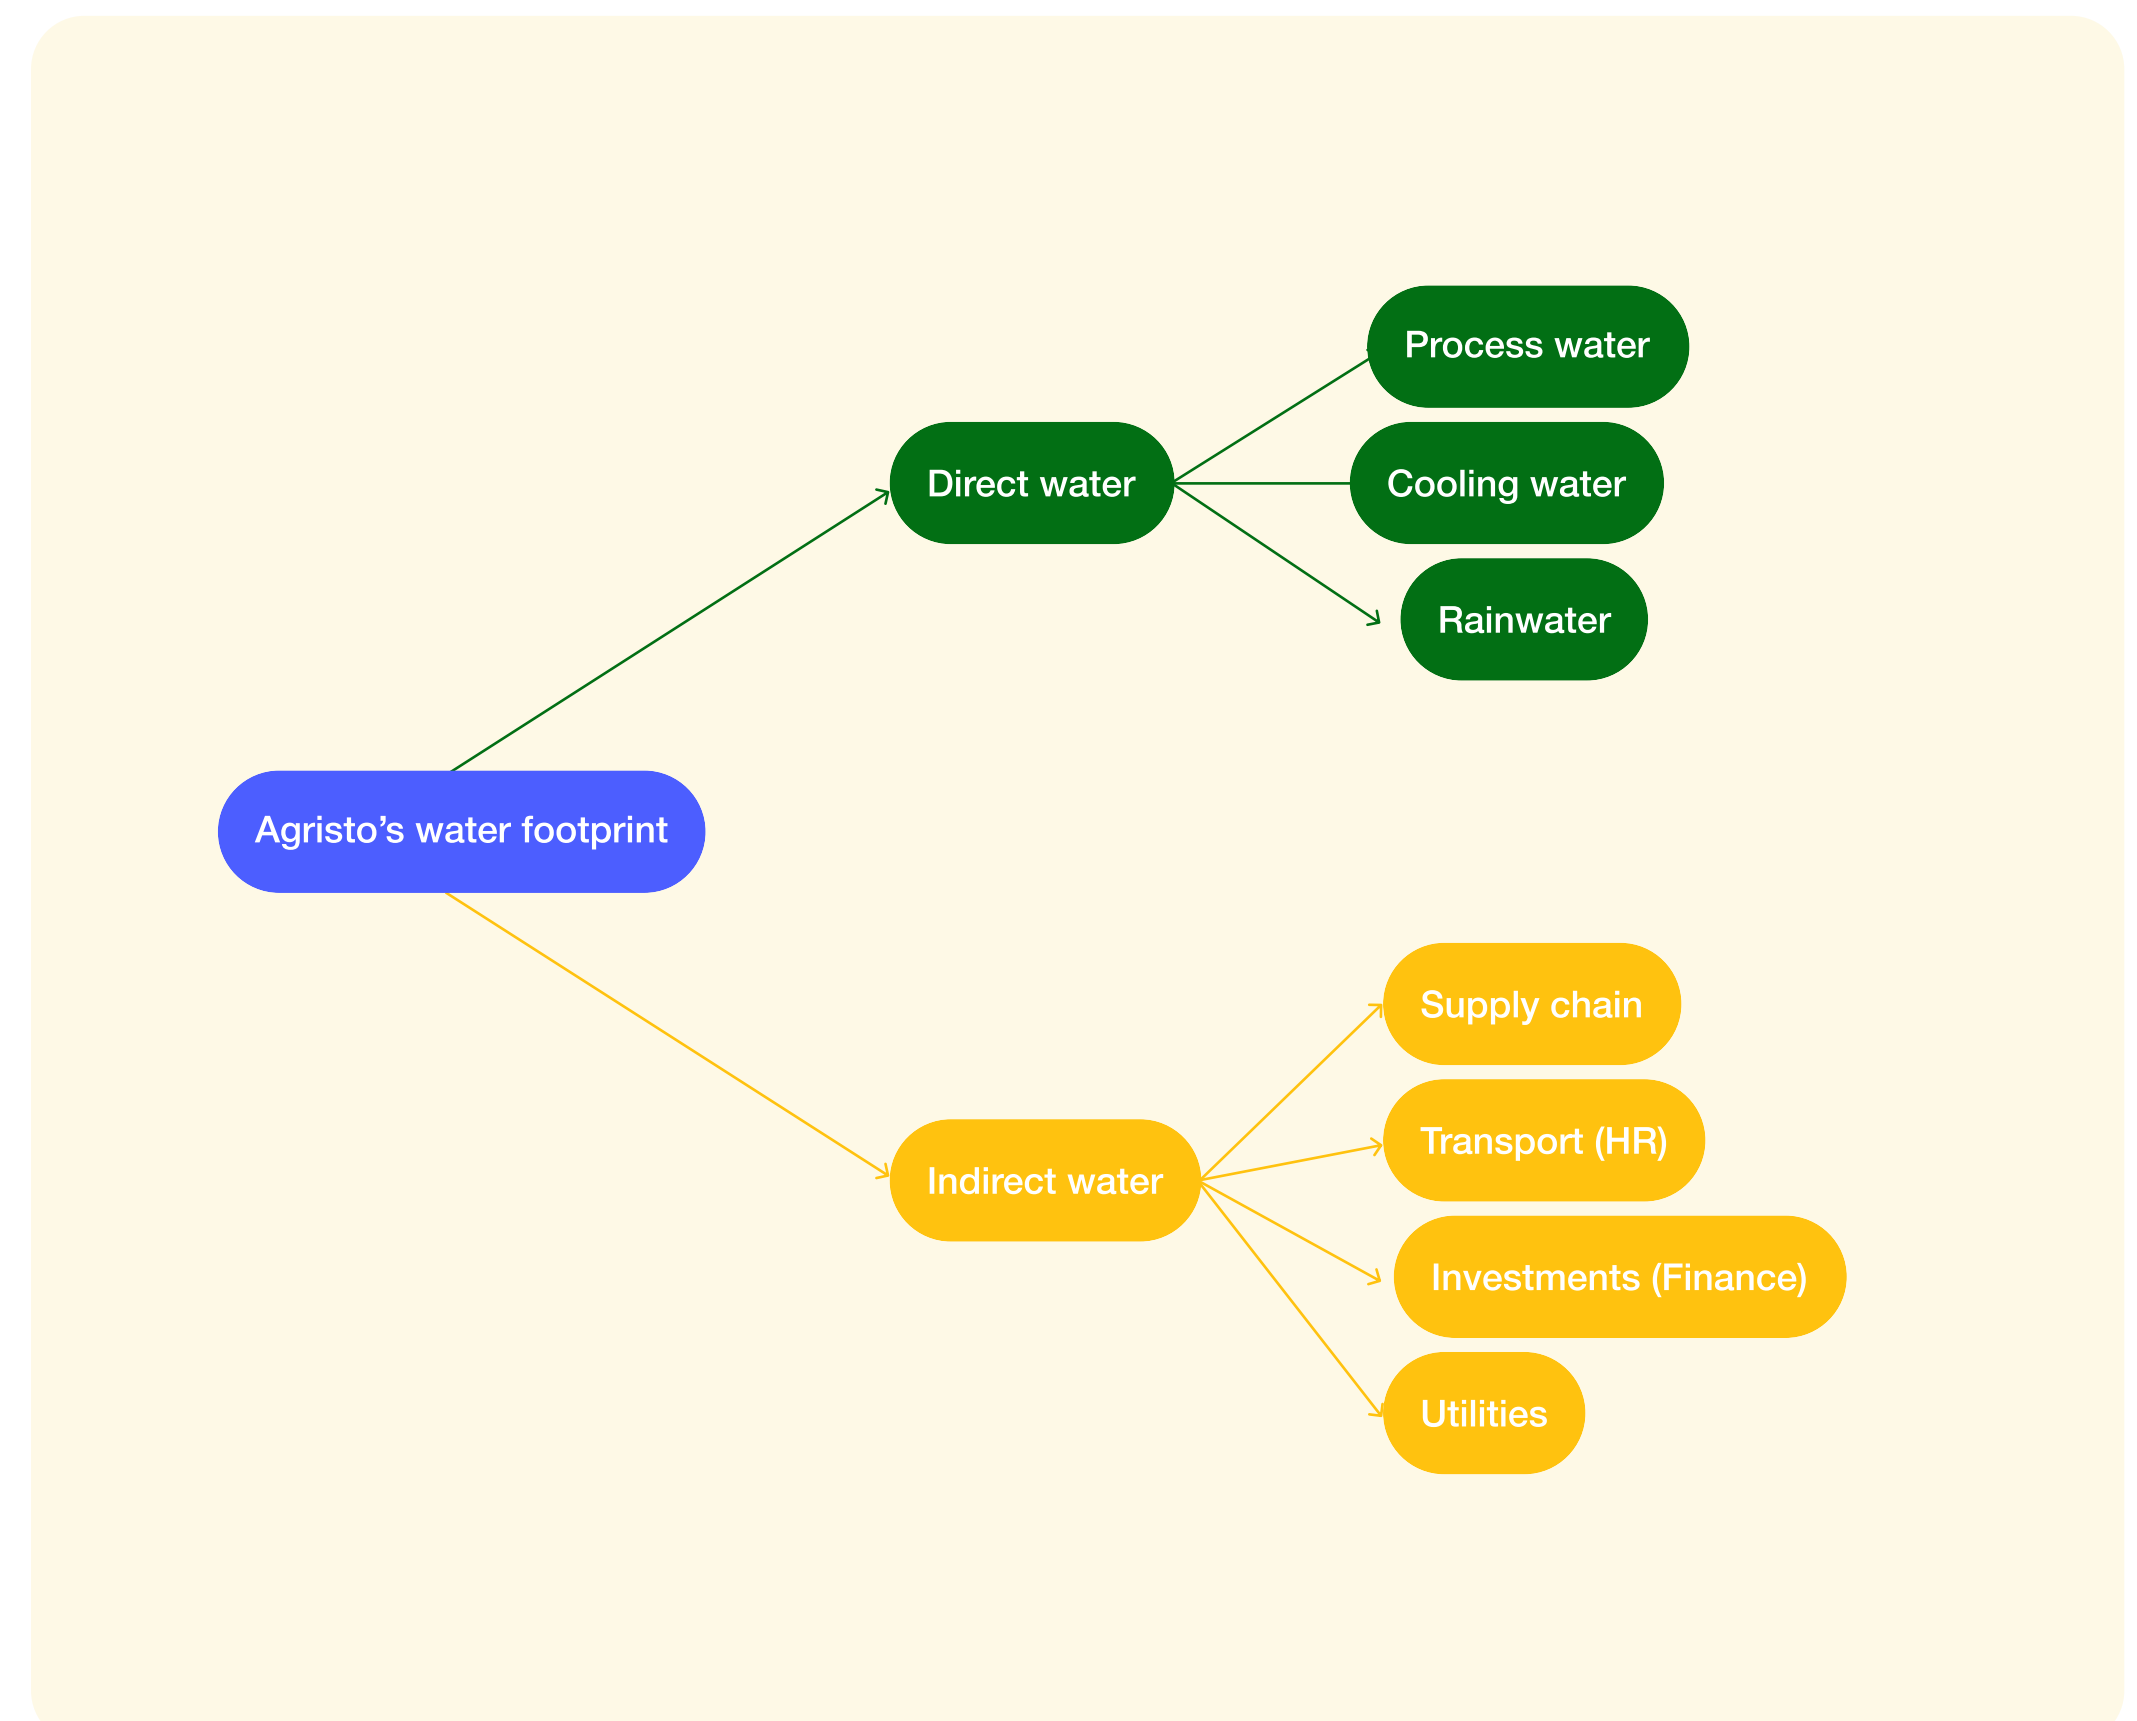 Process water
Direct water
Cooling water
Rainwater
Agristo’s water footprint
Supply chain
Transport (HR)
Indirect water
Investments (Finance)
Utilities